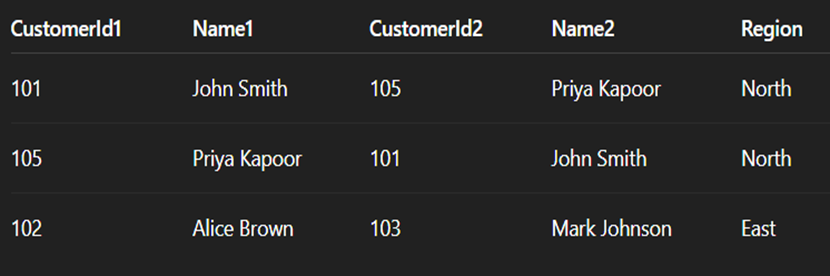 CustomerId1 Name1 CustomerId2 Name2 Region
101 John Smith 105 Priya Kapoor North
105 Priya Kapoor 101 John Smith North
102 Alice Brown 103 Mark Johnson East